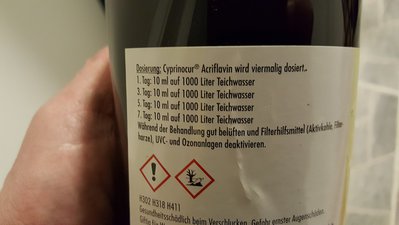 Dosierung: Cyprinocur® Acriflavin wird viermalig dosiert..
1. Tag: 10 ml auf 1000 Liter Teichwasser
3. Tag: 10 ml auf 1000 Liter Teichwasser
5. Tag: 10 ml auf 1000 Liter Teichwasser
7. Tag: 10 ml auf 1000 Liter Teichwasser
Während der Behandlung gut belüften und Filterhilfsmittel (Aktivkohle, Filter-
harze), UVC- und Ozonanlagen deaktivieren.
H302 H318 H411
Gesundheitsschädlich beim Verschlucken. Gefahr ernster Augenschäden.
Giftig für